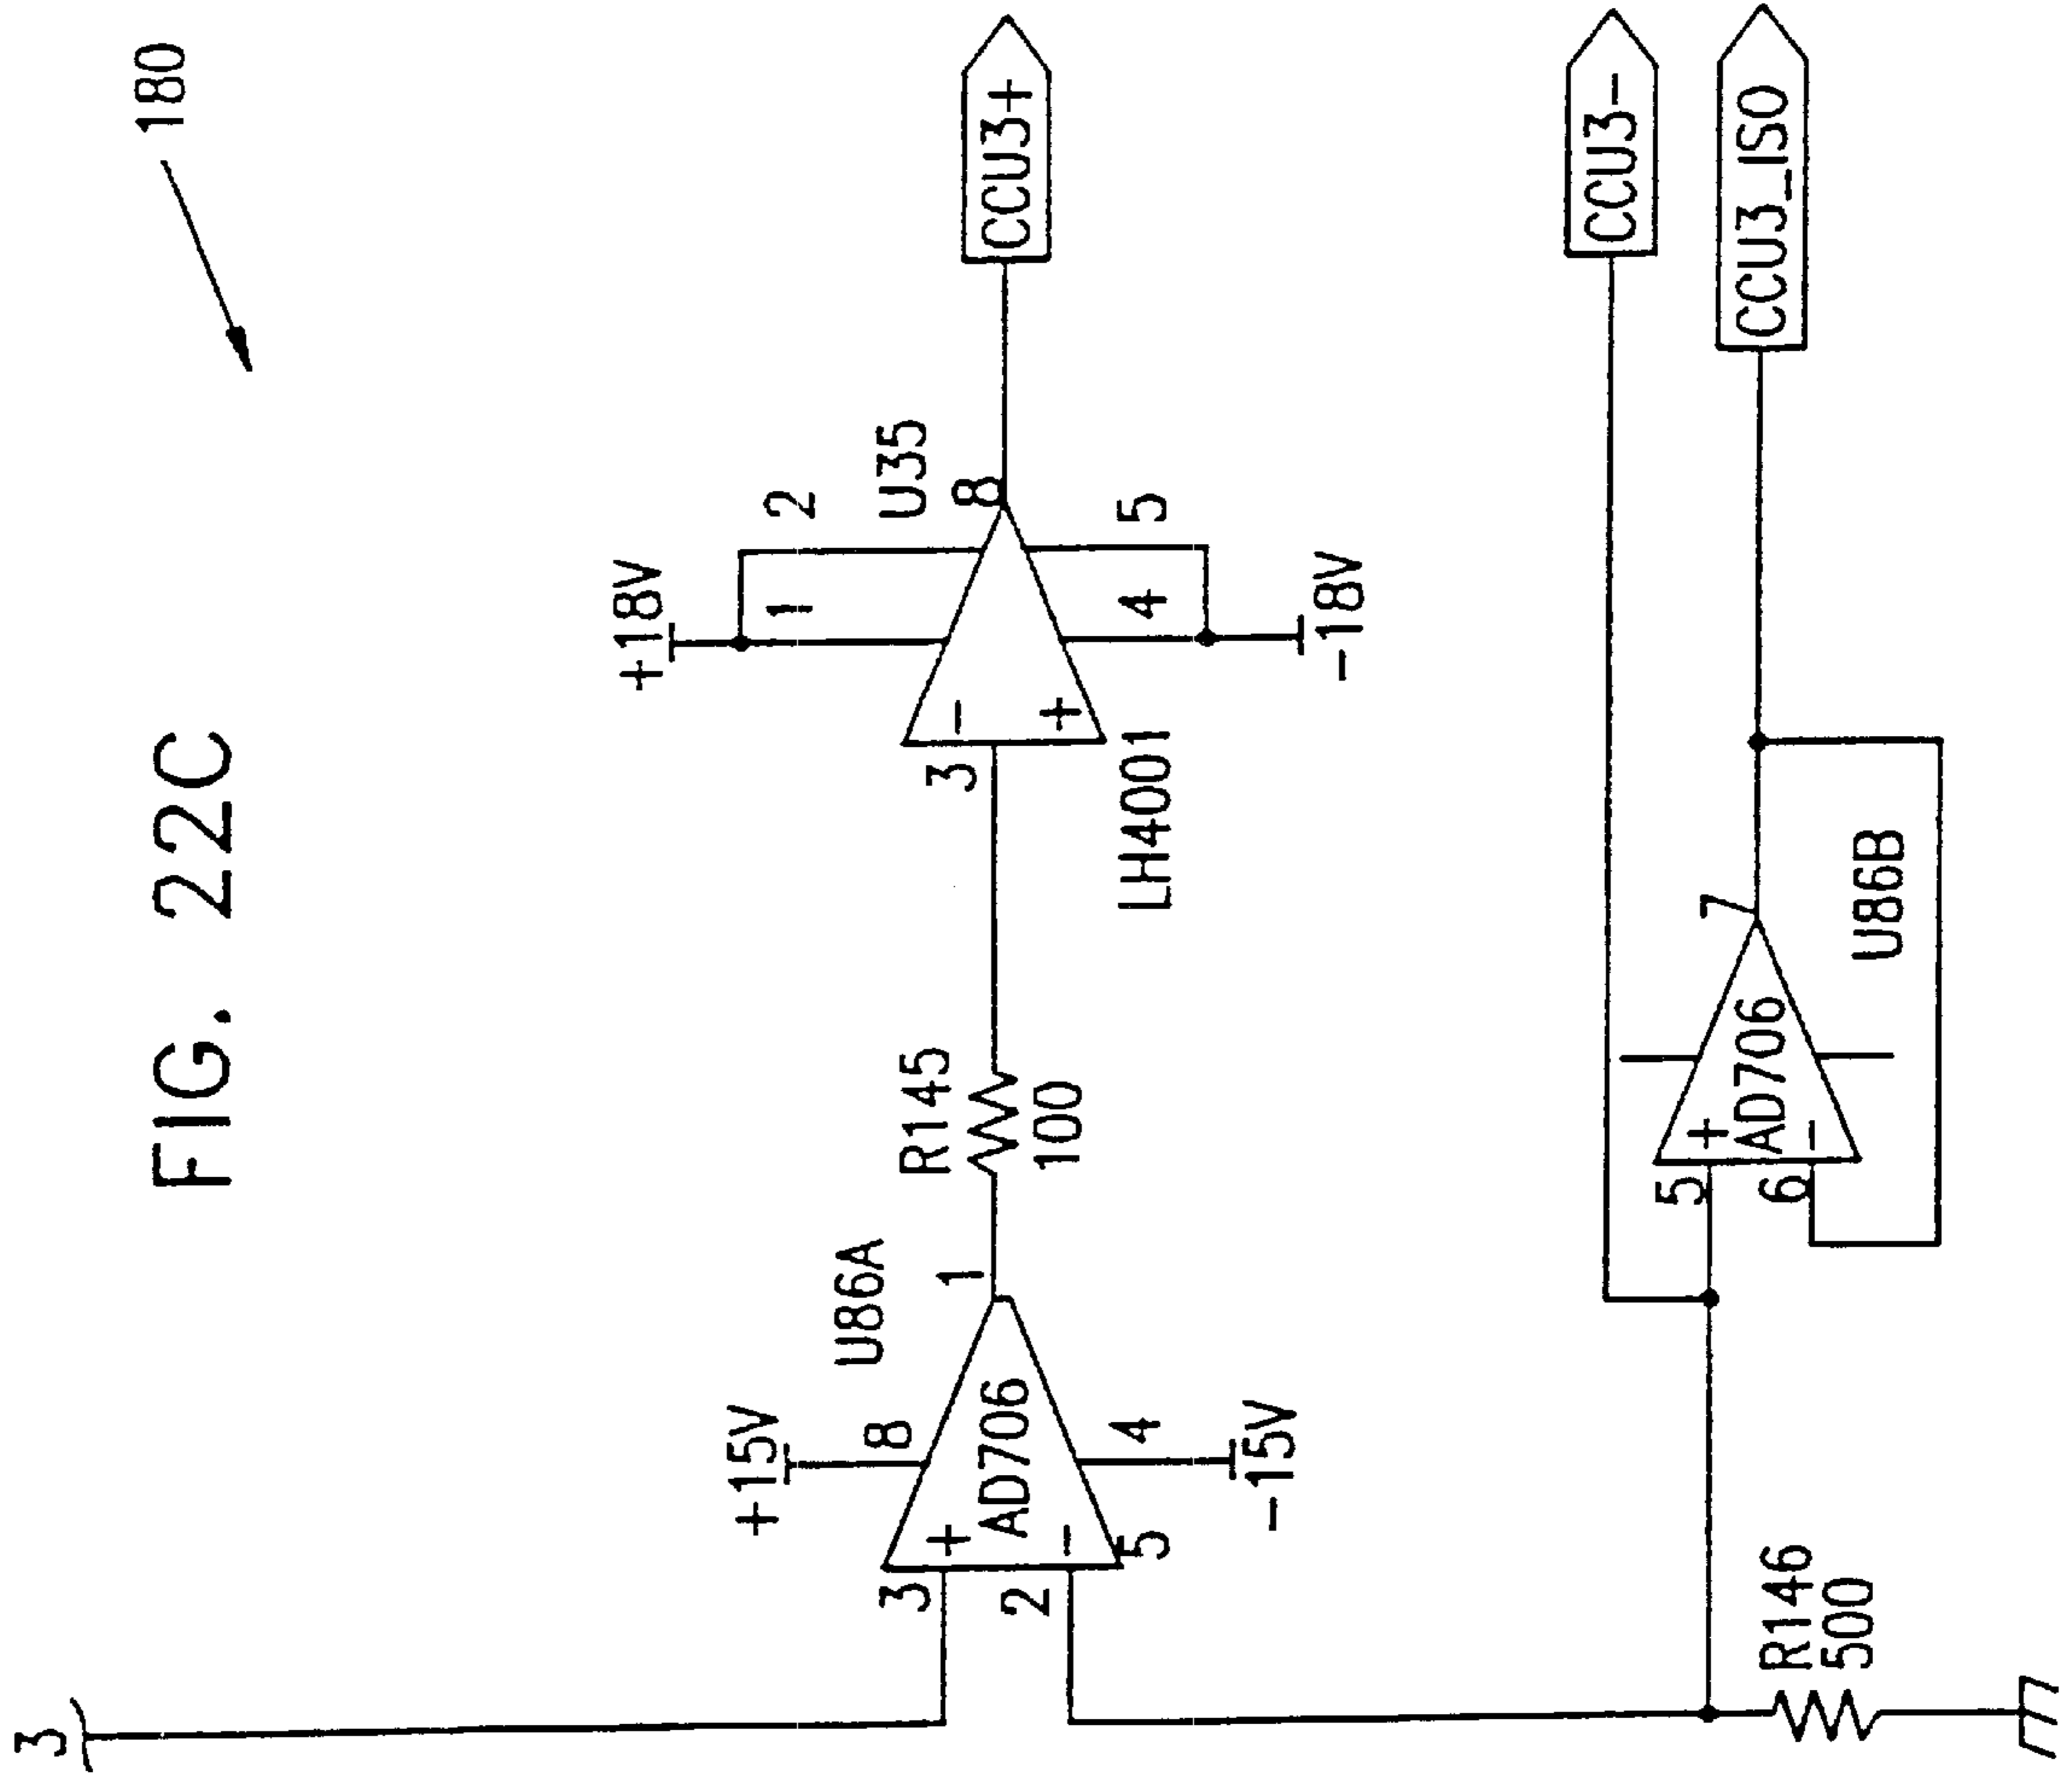 FIG. 22C
180
3
+15V
8
U86A
3
+
AD706
1
2
-
5
4
-15V
R145
100
+18V
1
2
U35
3
-
+
8
LH4001
4
5
-18V
CCU3+
CCU3-
CCU3_ISO
5
+
AD706
7
6
-
U86B
R146
500